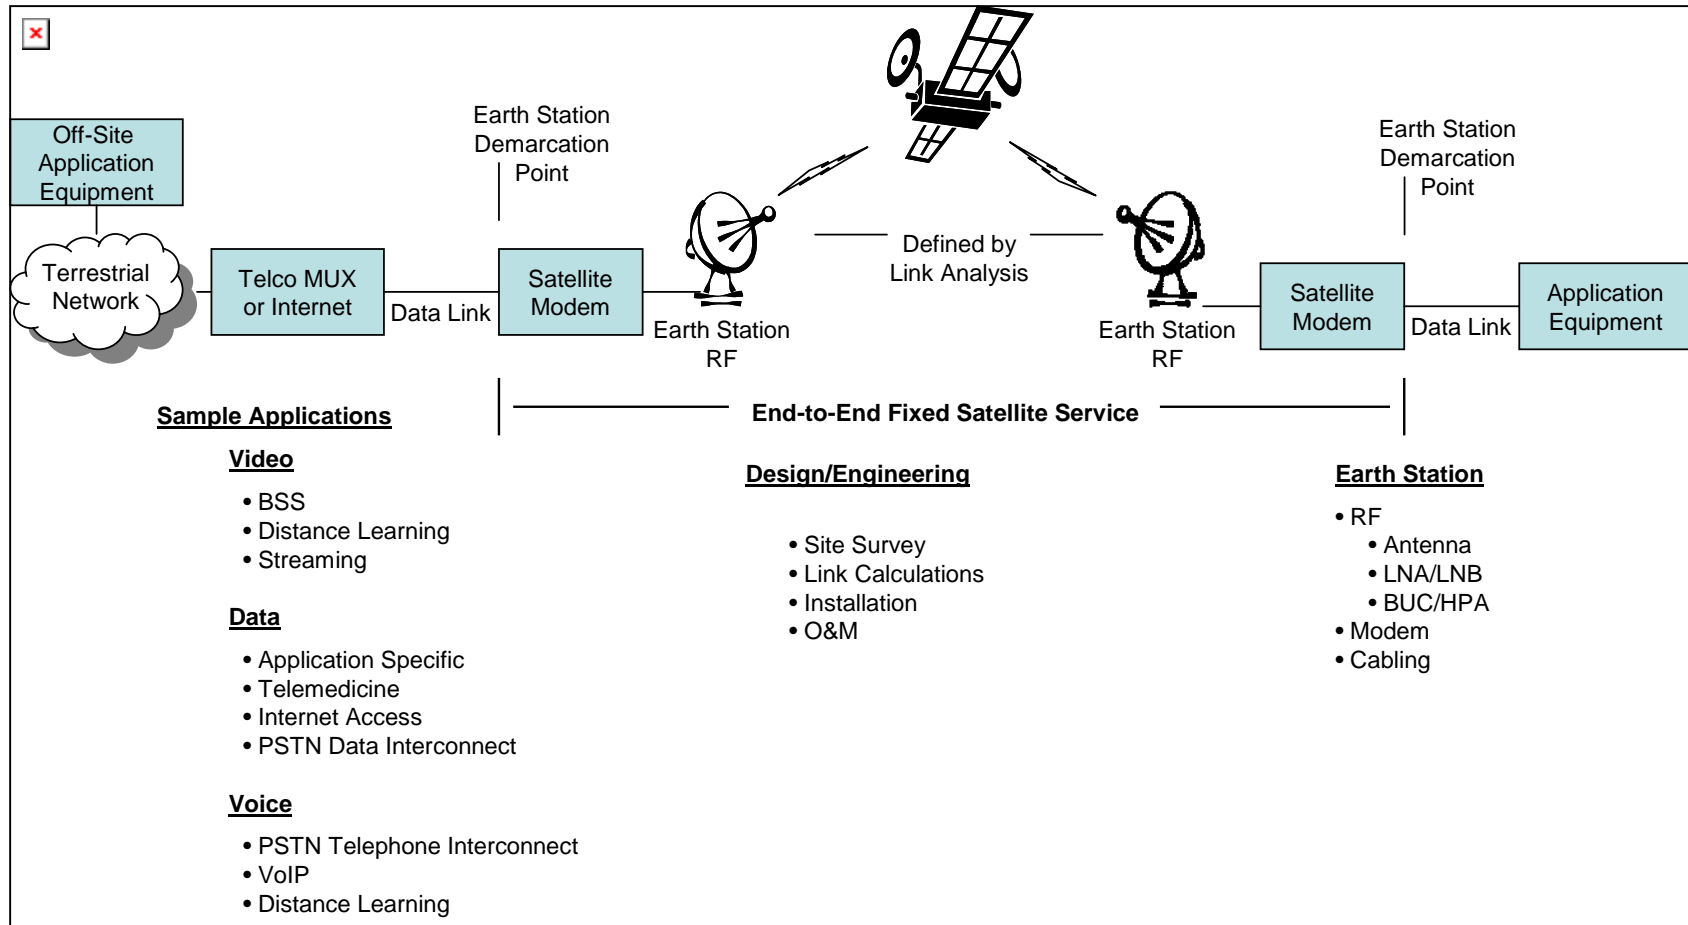 Off-Site
Application
Equipment
Terrestrial
Network
Telco MUX
or Internet
Data Link
Earth Station
Demarcation
Point
Satellite
Modem
Earth Station
RF
Defined by
Link Analysis
Earth Station
RF
Earth Station
Demarcation
Point
Satellite
Modem
Data Link
Application
Equipment
End-to-End Fixed Satellite Service
Sample Applications
Video
• BSS
• Distance Learning
• Streaming
Data
• Application Specific
• Telemedicine
• Internet Access
• PSTN Data Interconnect
Voice
• PSTN Telephone Interconnect
• VoIP
• Distance Learning
Design/Engineering
• Site Survey
• Link Calculations
• Installation
• O&M
Earth Station
• RF
• Antenna
• LNA/LNB
• BUC/HPA
• Modem
• Cabling